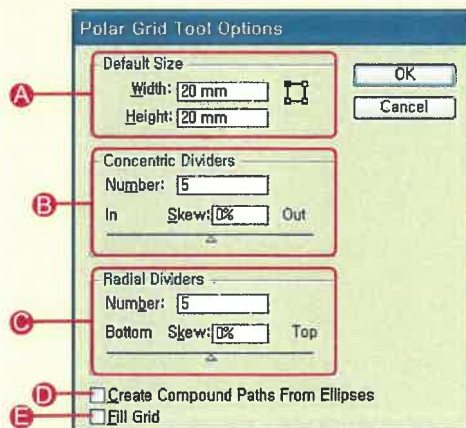 Polar Grid Tool Options
A
Default Size
Width: 20 mm
Height: 20 mm
OK
Cancel
B
Concentric Dividers
Number: 5
In Skew: 0% Out
C
Radial Dividers
Number: 5
Bottom Skew: 0% Top
D Create Compound Paths From Ellipses
E Fill Grid